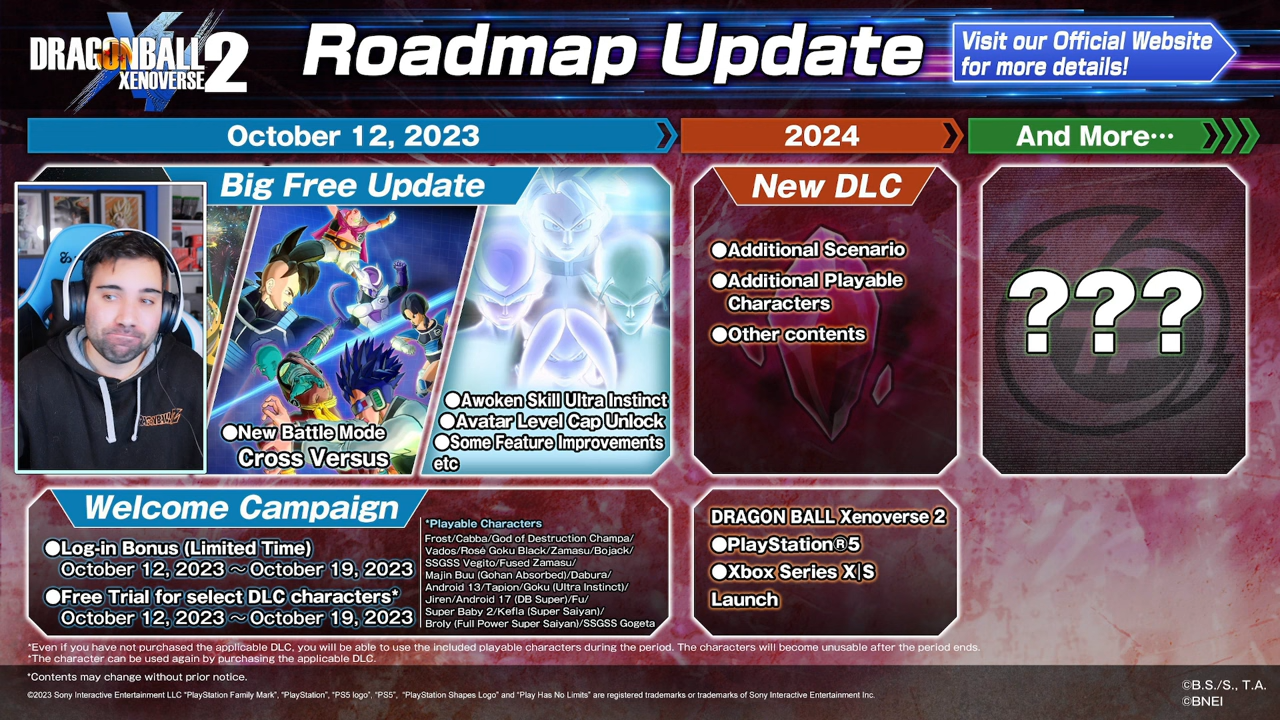 DRAGONBALL
XENOVERSE 2
Roadmap Update
Visit our Official Website
for more details!
October 12, 2023
2024
And More…
Big Free Update
●New Battle Mode
Cross Versus
●Awoken Skill Ultra Instinct
●Avatar Level Cap Unlock
●Some Feature Improvements
etc
New DLC
●Additional Scenario
●Additional Playable
Characters
●Other contents
???
Welcome Campaign
●Log-in Bonus (Limited Time)
October 12, 2023 ~ October 19, 2023
●Free Trial for select DLC characters*
October 12, 2023 ~ October 19, 2023
*Playable Characters
Frost/Cabba/God of Destruction Champa/
Vados/Rosé Goku Black/Zamasu/Bojack/
SSGSS Vegito/Fused Zamasu/
Majin Buu (Gohan Absorbed)/Dabura/
Android 13/Tapion/Goku (Ultra Instinct)/
Jiren/Android 17 (DB Super)/Fu/
Super Baby 2/Kefla (Super Saiyan)/
Broly (Full Power Super Saiyan)/SSGSS Gogeta
DRAGON BALL Xenoverse 2
●PlayStation®5
●Xbox Series X|S
Launch
*Even if you have not purchased the applicable DLC, you will be able to use the included playable characters during the period. The characters will become unusable after the period ends.
*The character can be used again by purchasing the applicable DLC.
*Contents may change without prior notice.
©2023 Sony Interactive Entertainment LLC "PlayStation Family Mark", "PlayStation", "PS5 logo", "PS5", "PlayStation Shapes Logo" and "Play Has No Limits" are registered trademarks or trademarks of Sony Interactive Entertainment Inc.
©B.S./S., T.A.
©BNEI